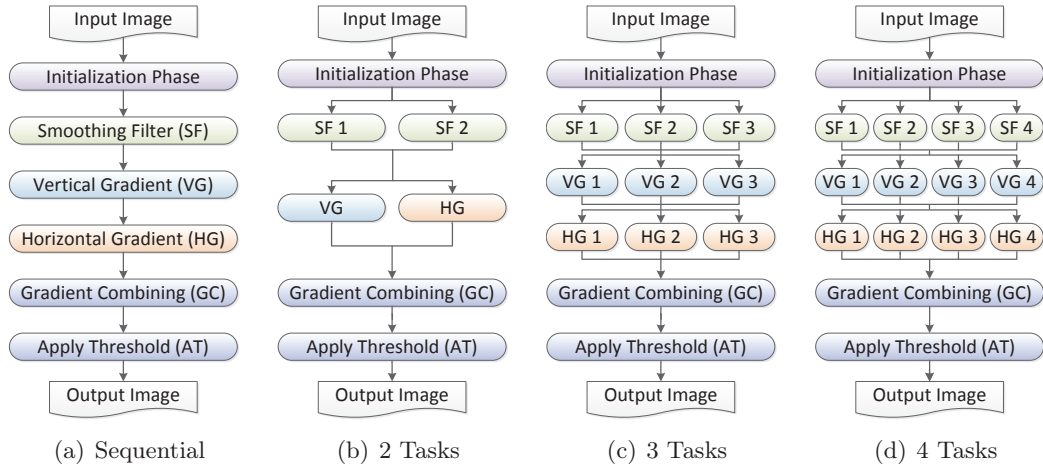 Input Image
Initialization Phase
Smoothing Filter (SF)
Vertical Gradient (VG)
Horizontal Gradient (HG)
Gradient Combining (GC)
Apply Threshold (AT)
Output Image
(a) Sequential
Input Image
Initialization Phase
SF 1 SF 2
VG HG
Gradient Combining (GC)
Apply Threshold (AT)
Output Image
(b) 2 Tasks
Input Image
Initialization Phase
SF 1 SF 2 SF 3
VG 1 VG 2 VG 3
HG 1 HG 2 HG 3
Gradient Combining (GC)
Apply Threshold (AT)
Output Image
(c) 3 Tasks
Input Image
Initialization Phase
SF 1 SF 2 SF 3 SF 4
VG 1 VG 2 VG 3 VG 4
HG 1 HG 2 HG 3 HG 4
Gradient Combining (GC)
Apply Threshold (AT)
Output Image
(d) 4 Tasks